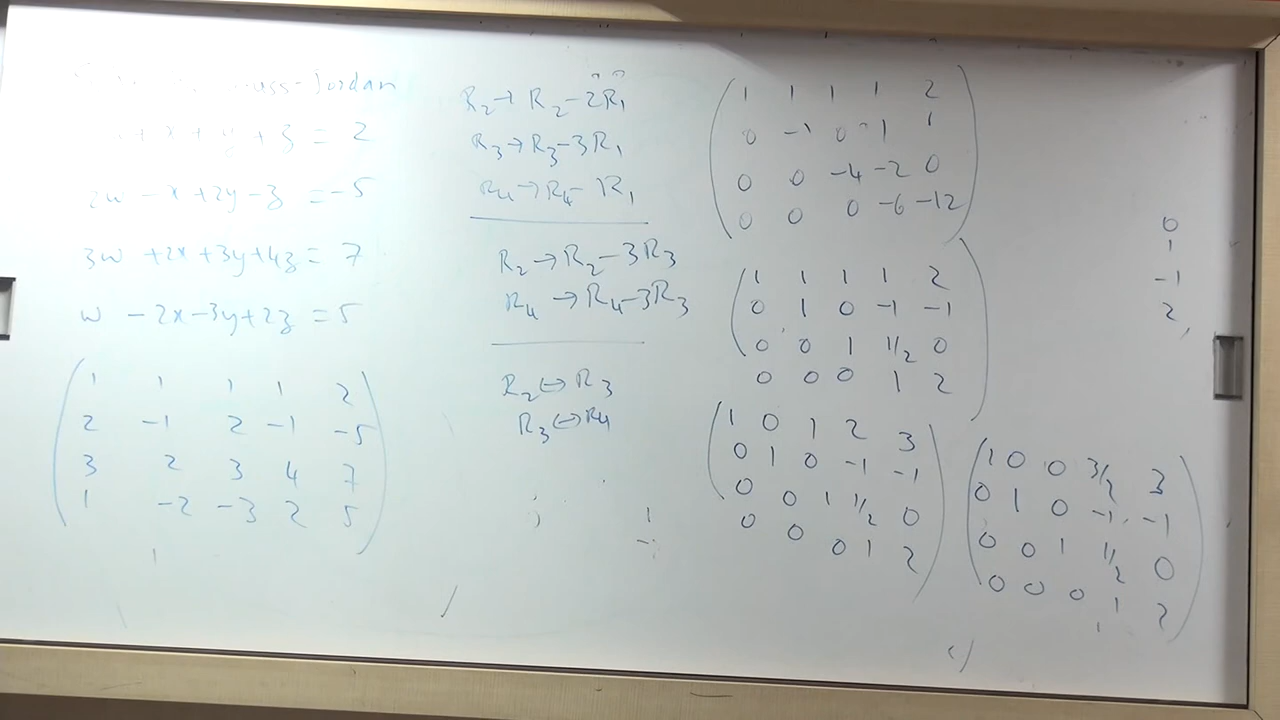 uss-Jordan
+ x + y + z = 2
2w - x + 2y - z = -5
3w + 2x + 3y + 4z = 7
w - 2x - 3y + 2z = 5
1 1 1 1 2
2 -1 2 -1 -5
3 2 3 4 7
1 -2 -3 2 5
R2 → R2 - 2R1
R3 → R3 - 3R1
R4 → R4 - 1R1
R2 → R2 - 3R3
R4 → R4 - 3R3
R2 ↔ R3
R3 ↔ R4
1 1 1 1 2
0 -1 0 1 1
0 0 -4 -2 0
0 0 0 -6 -12
1 1 1 1 2
0 1 0 -1 -1
0 0 1 1/2 0
0 0 0 1 2
1 0 1 2 3
0 1 0 -1 -1
0 0 1 1/2 0
0 0 0 1 2
1 0 0 3/2 3
0 1 0 -1 -1
0 0 1 1/2 0
0 0 0 1 2
0
1
-1
2